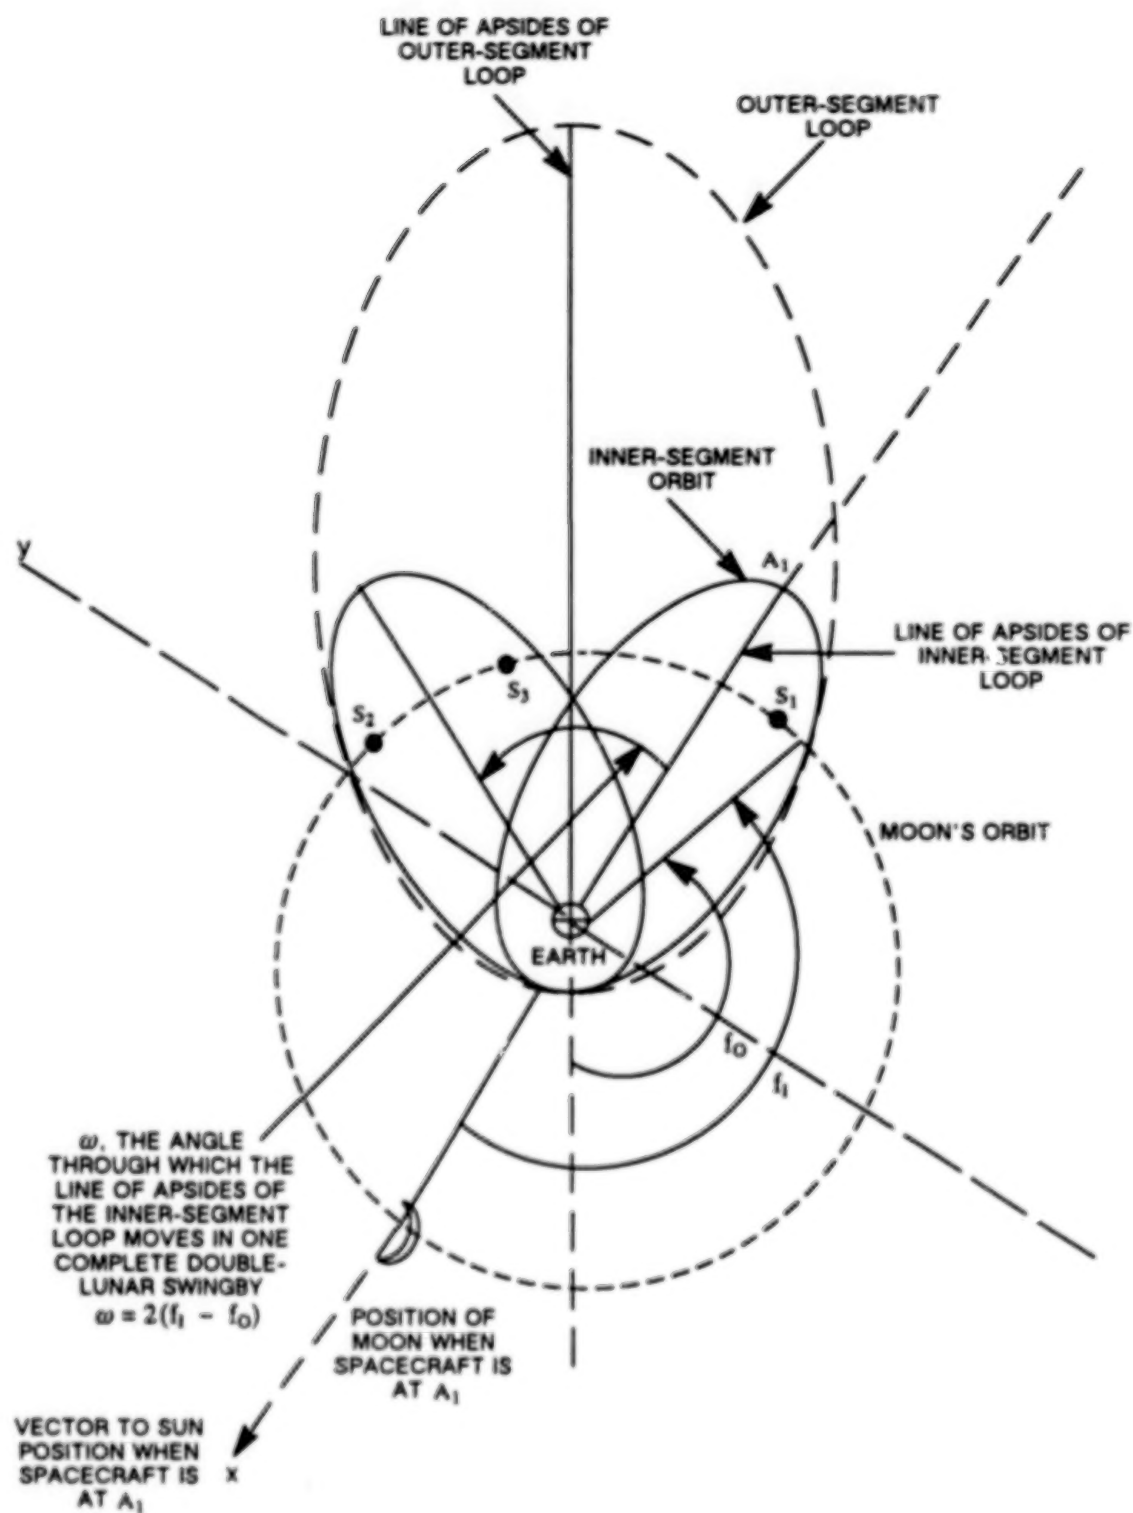 LINE OF APSIDES OF
OUTER-SEGMENT
LOOP
OUTER-SEGMENT
LOOP
INNER-SEGMENT
ORBIT
y
A₁
LINE OF APSIDES OF
INNER-SEGMENT
LOOP
S₃
S₁
S₂
MOON'S ORBIT
EARTH
fO
fI
ω, THE ANGLE
THROUGH WHICH THE
LINE OF APSIDES OF
THE INNER-SEGMENT
LOOP MOVES IN ONE
COMPLETE DOUBLE-
LUNAR SWINGBY
ω = 2(fI - fO)
POSITION OF
MOON WHEN
SPACECRAFT IS
AT A₁
VECTOR TO SUN
POSITION WHEN
SPACECRAFT IS
AT A₁
x